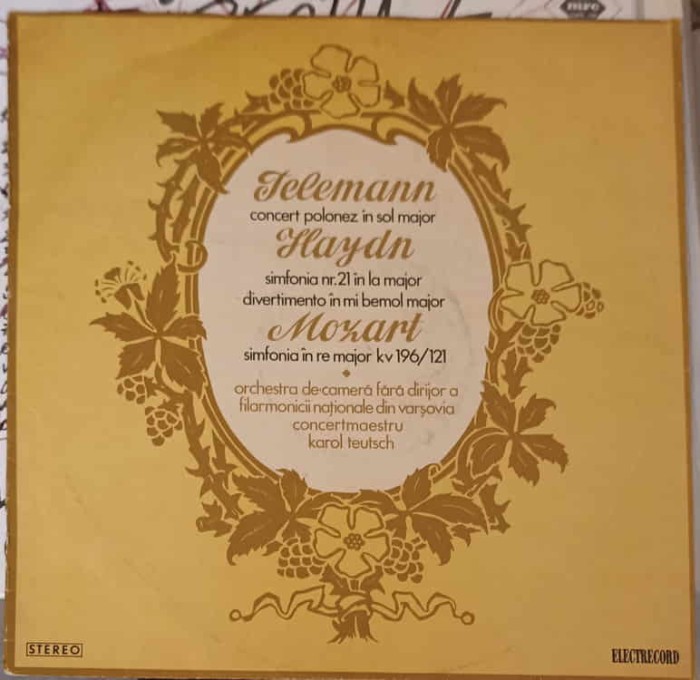 Telemann
concert polonez în sol major
Haydn
simfonia nr.21 în la major
divertimento în mi bemol major
Mozart
simfonia în re major kv 196/121
orchestra de·cameră fără dirijor a
filarmonicii naționale din varșovia
concertmaestru
karol teutsch
STEREO
ELECTRECORD